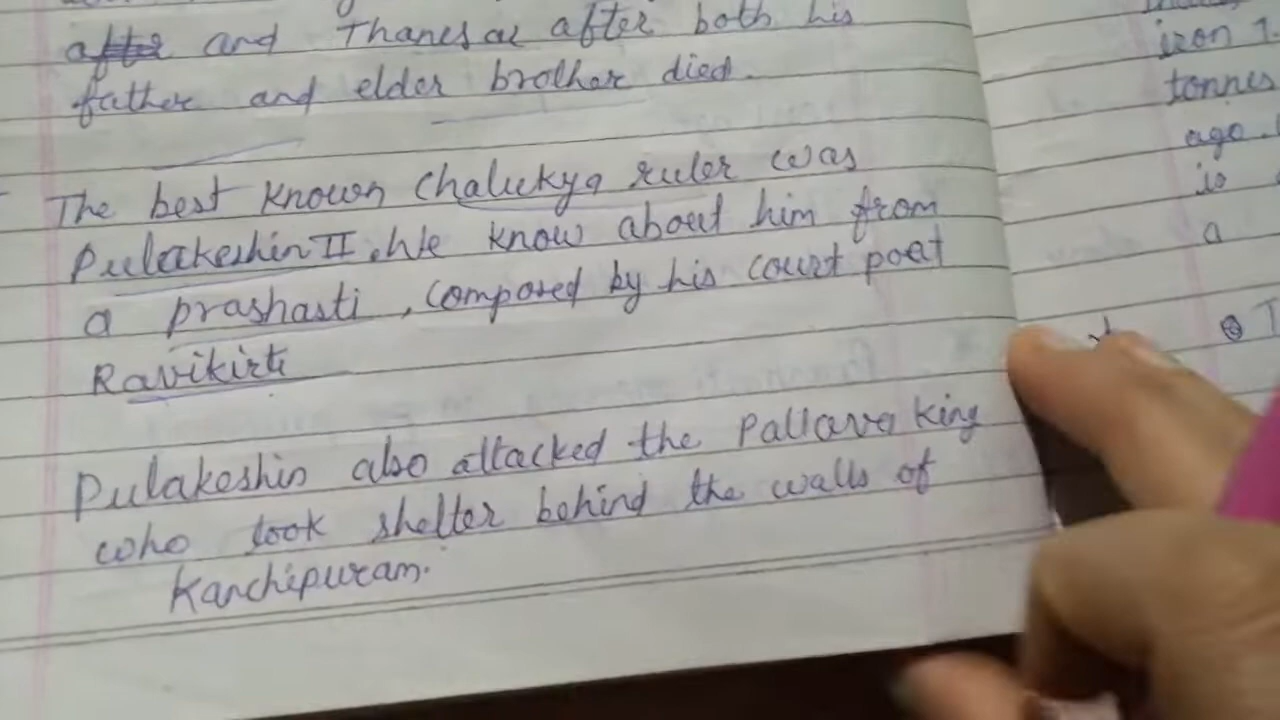 after and Thanesar after both his
father and elder brother died.
The best known Chalukya ruler was
Pulakeshin II. We know about him from
a prashasti, composed by his court poet
Ravikirti
Pulakeshin also attacked the Pallava king
who took shelter behind the walls of
Kanchipuram.
iron 1.
tonnes
ago.
is
a